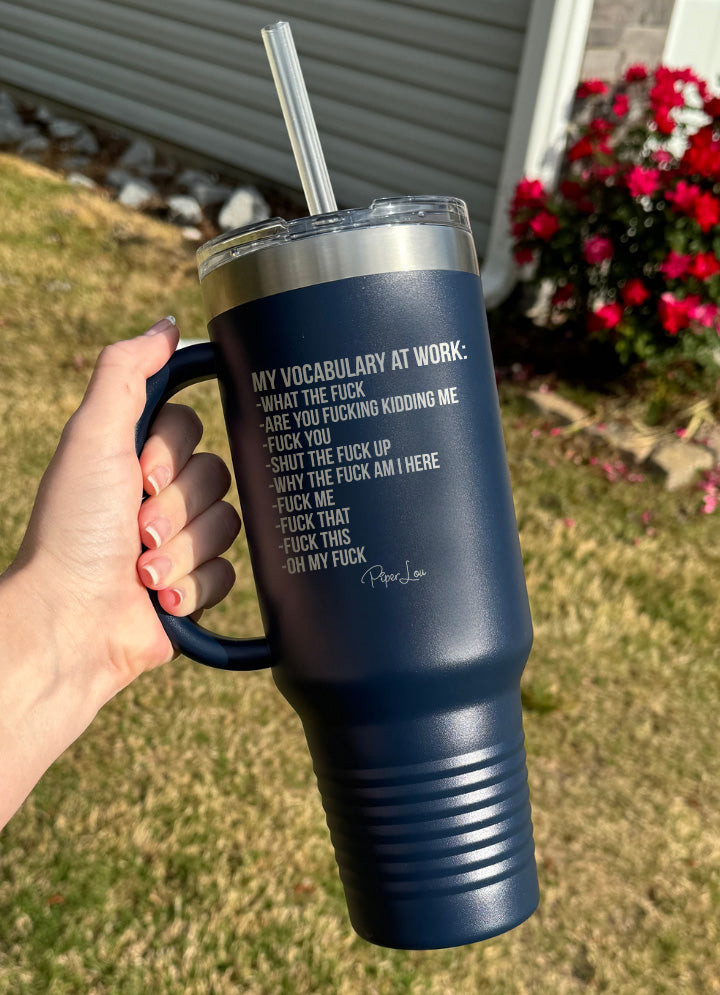 MY VOCABULARY AT WORK:
-WHAT THE FUCK
-ARE YOU FUCKING KIDDING ME
-FUCK YOU
-SHUT THE FUCK UP
-WHY THE FUCK AM I HERE
-FUCK ME
-FUCK THAT
-FUCK THIS
-OH MY FUCK
Piper Lou